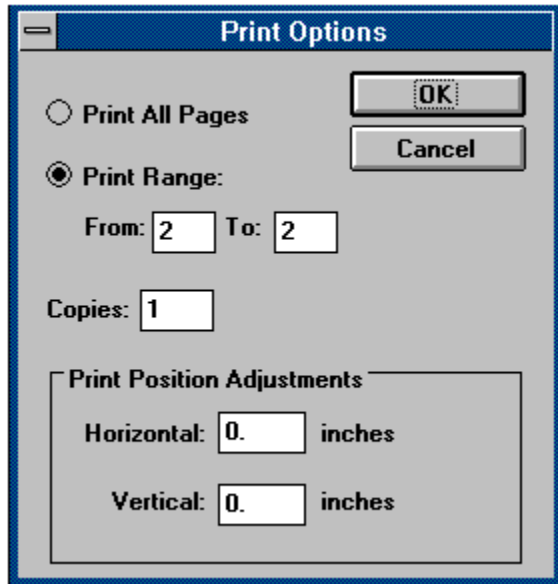 Print Options
Print All Pages
OK
Cancel
Print Range:
From: 2 To: 2
Copies: 1
Print Position Adjustments
Horizontal: 0. inches
Vertical: 0. inches